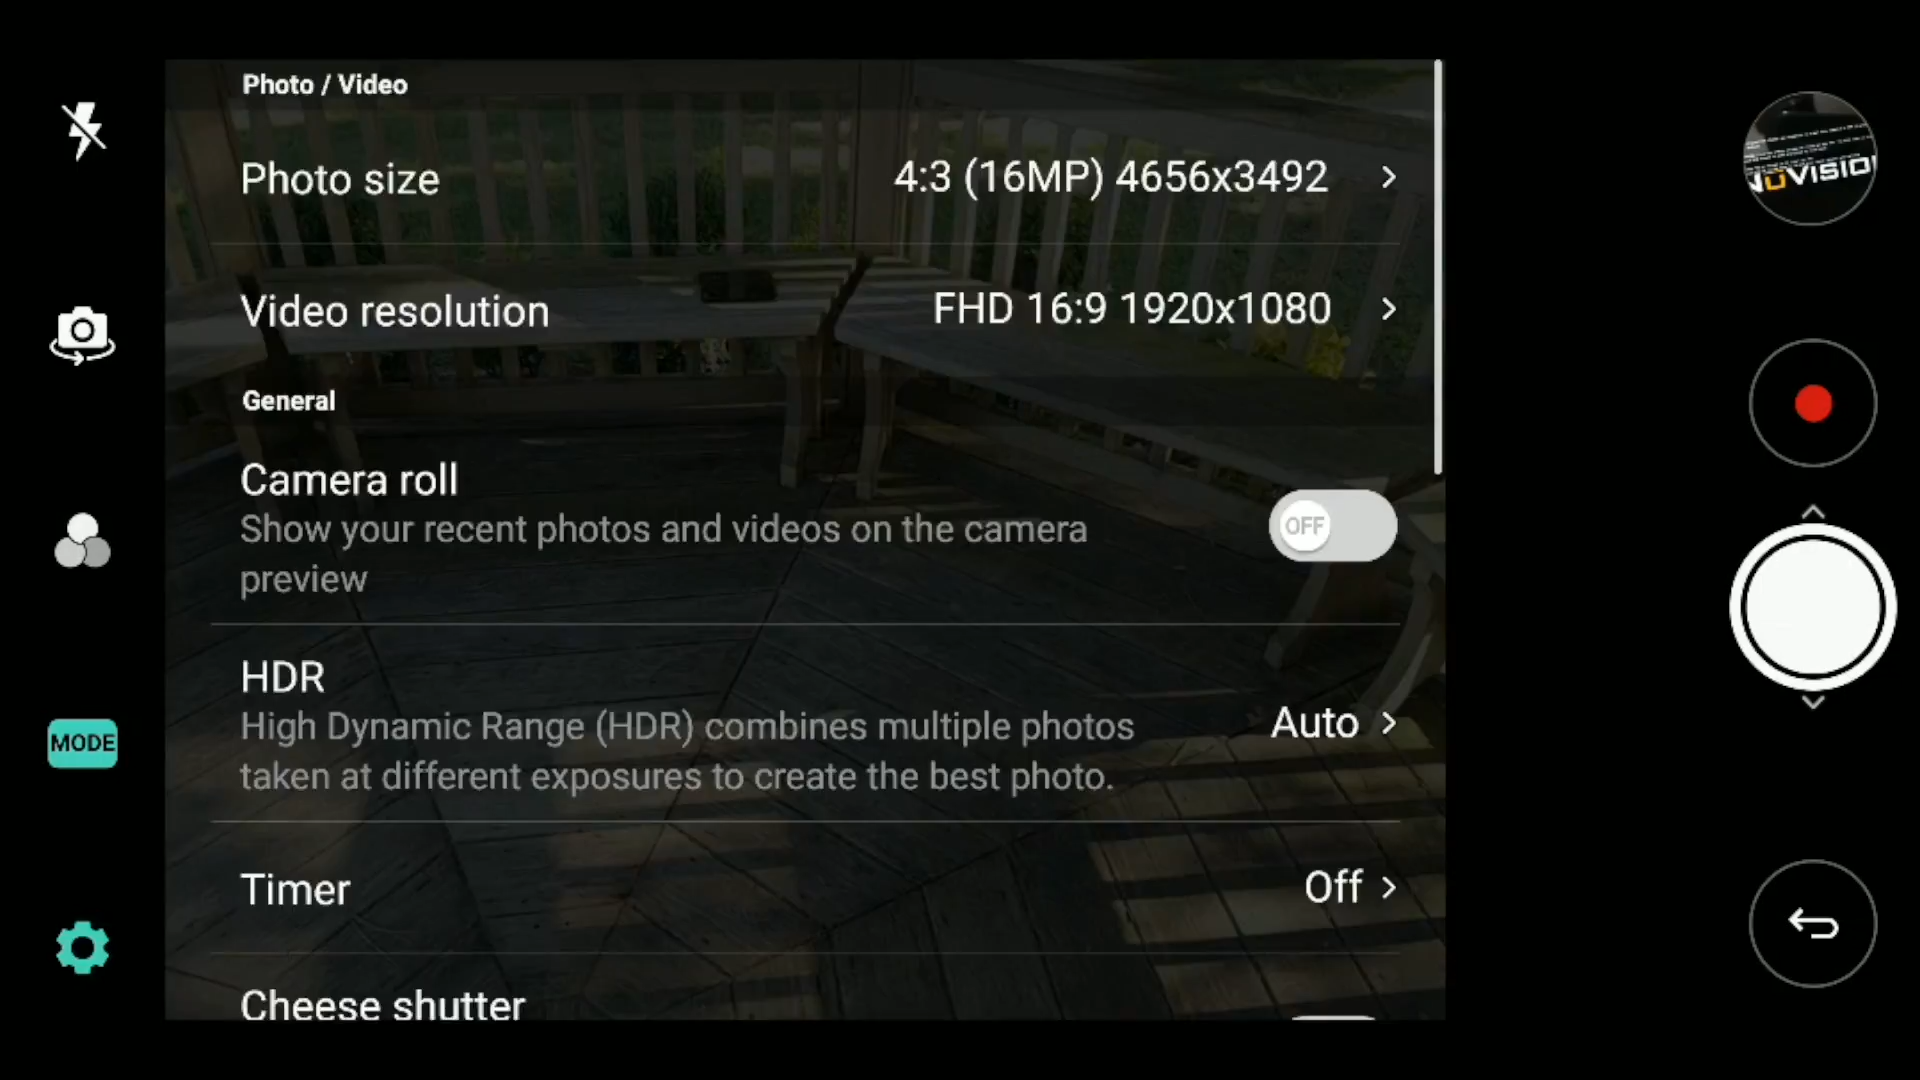 Photo / Video
Photo size
4:3 (16MP) 4656x3492
Video resolution
FHD 16:9 1920x1080
General
Camera roll
Show your recent photos and videos on the camera
preview
OFF
HDR
High Dynamic Range (HDR) combines multiple photos
taken at different exposures to create the best photo.
Auto
Timer
Off
Cheese shutter
MODE
NUVISIO